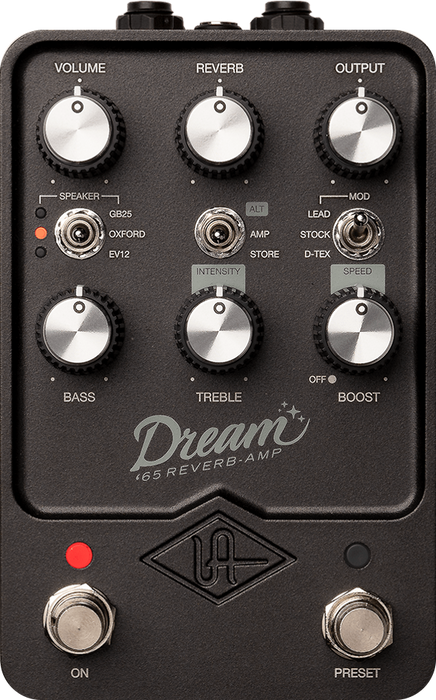 VOLUME REVERB OUTPUT
SPEAKER MOD
GB25 ALT LEAD
OXFORD AMP STOCK
EV12 STORE D-TEX
INTENSITY SPEED
OFF
BASS TREBLE BOOST
Dream
'65 REVERB-AMP
UA
ON PRESET